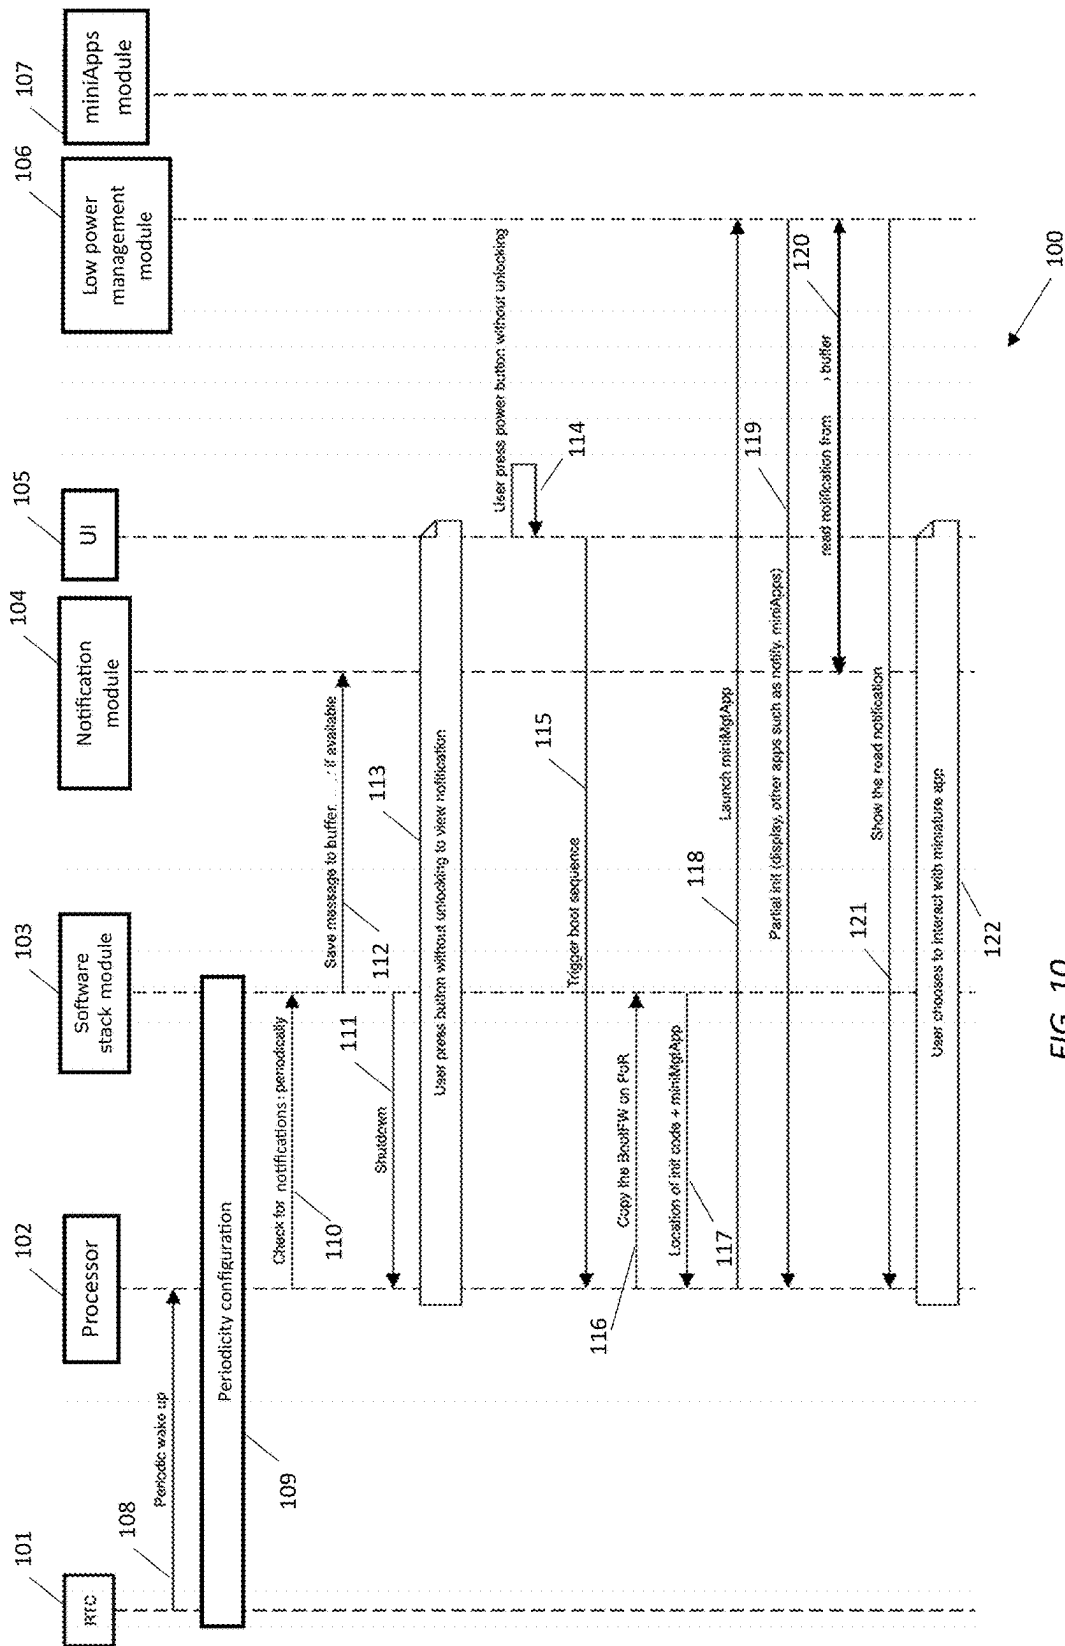 101
102
103
104
105
106
107
RTC
Processor
Software
stack module
Notification
module
UI
Low power
management
module
miniApps
module
108
Periodic wake up
Periodicity configuration
109
Check for notifications : periodically
110
Save message to buffer
: if available
112
111
Shutdown
113
User press button without unlocking to view notification
User press power button without unlocking
114
115
Trigger boot sequence
Copy the BootFW on PoR
116
Location of init code + miniMgtApp
117
Launch miniMgtApp
118
119
Partial init (display, other apps such as notify, miniApps)
120
read notification from
buffer
Show the read notification
121
User chooses to interact with miniature app
122
100
FIG. 10